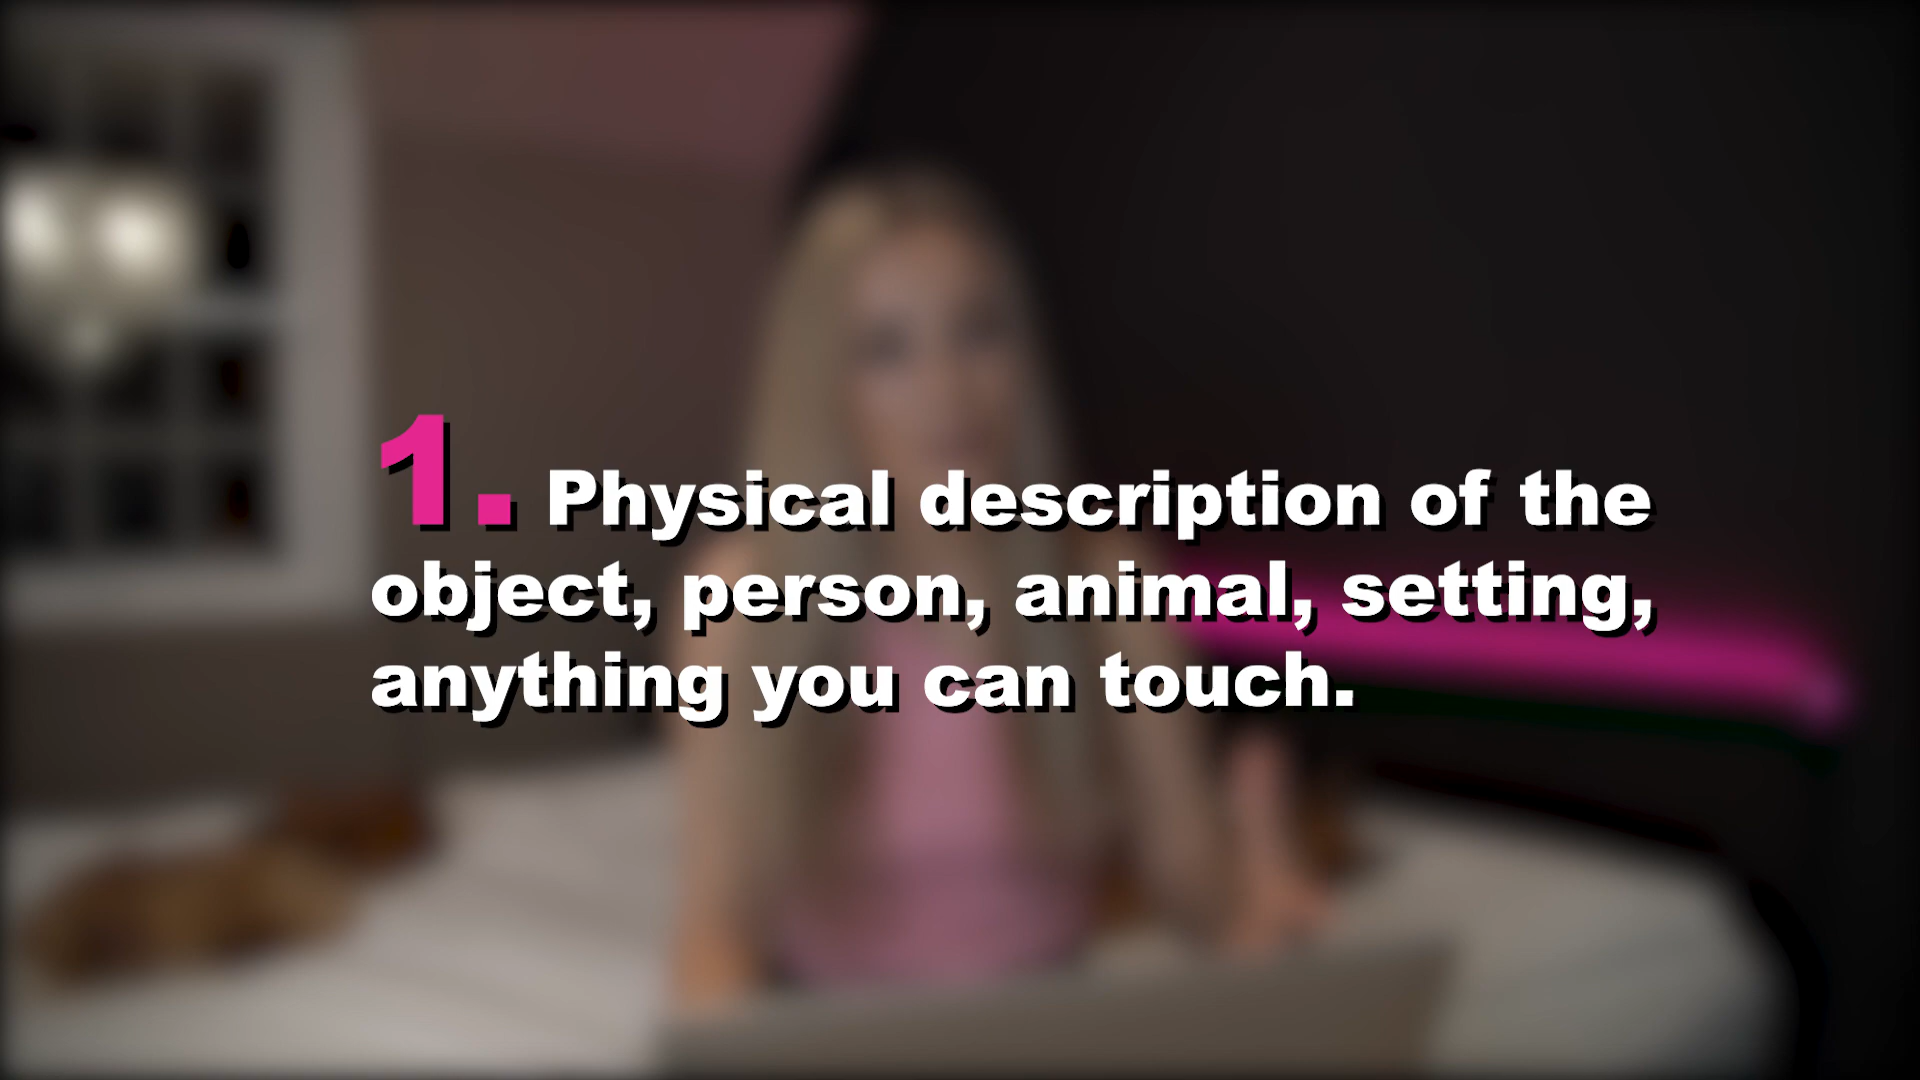 1. Physical description of the
object, person, animal, setting,
anything you can touch.